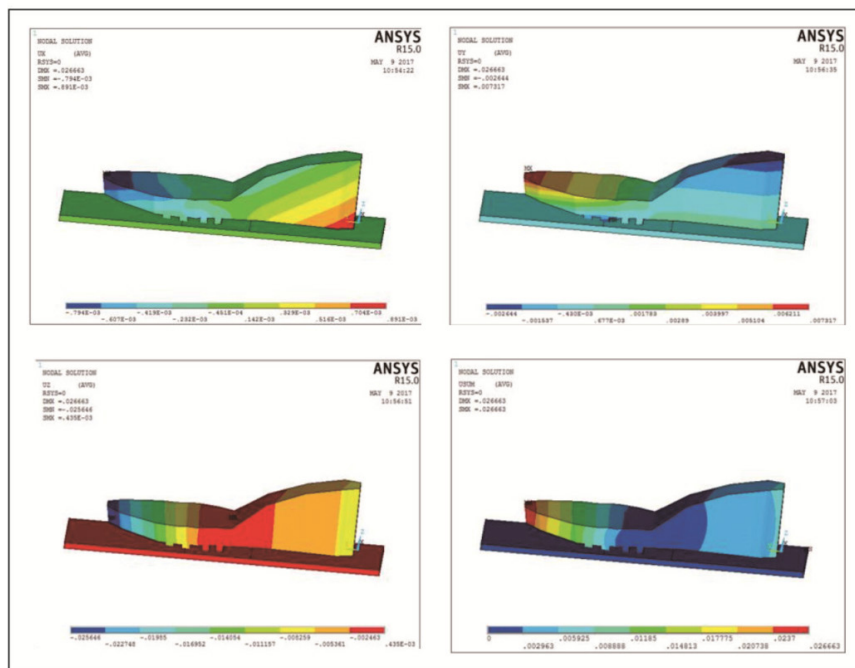 1
NODAL SOLUTION
UX (AVG)
RSYS=0
DMX =.026663
SMN =-.794E-03
SMX =.891E-03
ANSYS
R15.0
MAY 9 2017
10:54:22
-.794E-03
-.607E-03
-.419E-03
-.232E-03
-.451E-04
.142E-03
.329E-03
.516E-03
.704E-03
.891E-03
1
NODAL SOLUTION
UY (AVG)
RSYS=0
DMX =.026663
SMN =-.002644
SMX =.007317
ANSYS
R15.0
MAY 9 2017
10:56:35
MX
-.002644
-.001537
-.430E-03
.677E-03
.001783
.00289
.003997
.005104
.006211
.007317
1
NODAL SOLUTION
UZ (AVG)
RSYS=0
DMX =.026663
SMN =-.025646
SMX =.435E-03
ANSYS
R15.0
MAY 9 2017
10:56:51
-.025646
-.022748
-.01985
-.016952
-.014054
-.011157
-.008259
-.005361
-.002463
.435E-03
1
NODAL SOLUTION
USUM (AVG)
RSYS=0
DMX =.026663
SMX =.026663
ANSYS
R15.0
MAY 9 2017
10:57:03
0
.002963
.005925
.008888
.01185
.014813
.017775
.020738
.0237
.026663